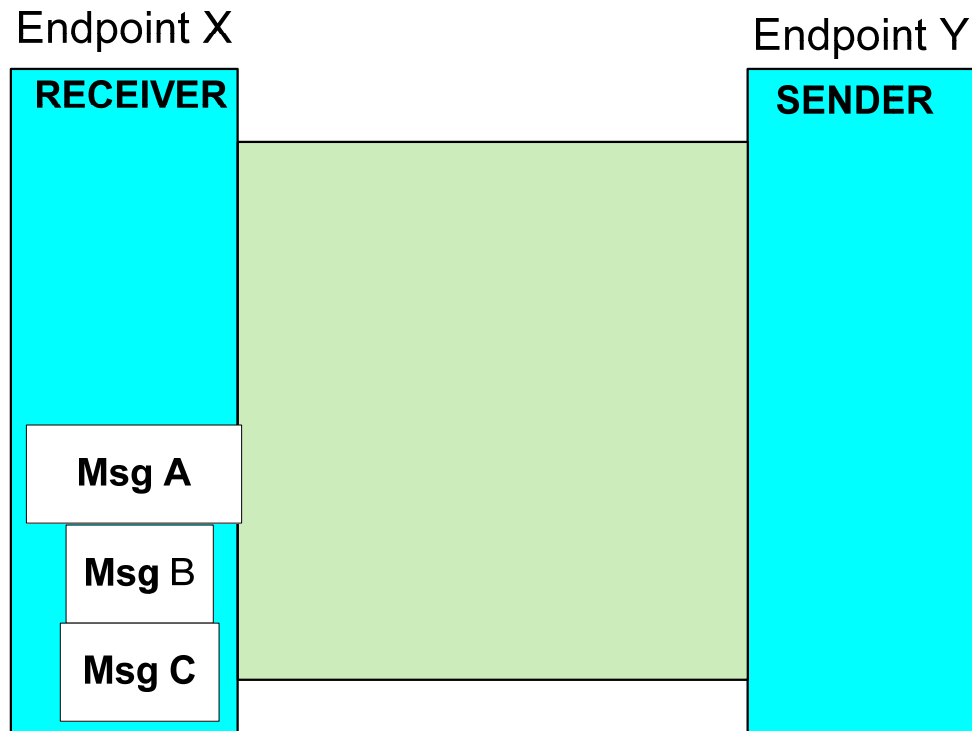 Endpoint X
Endpoint Y
RECEIVER
SENDER
Msg A
Msg B
Msg C